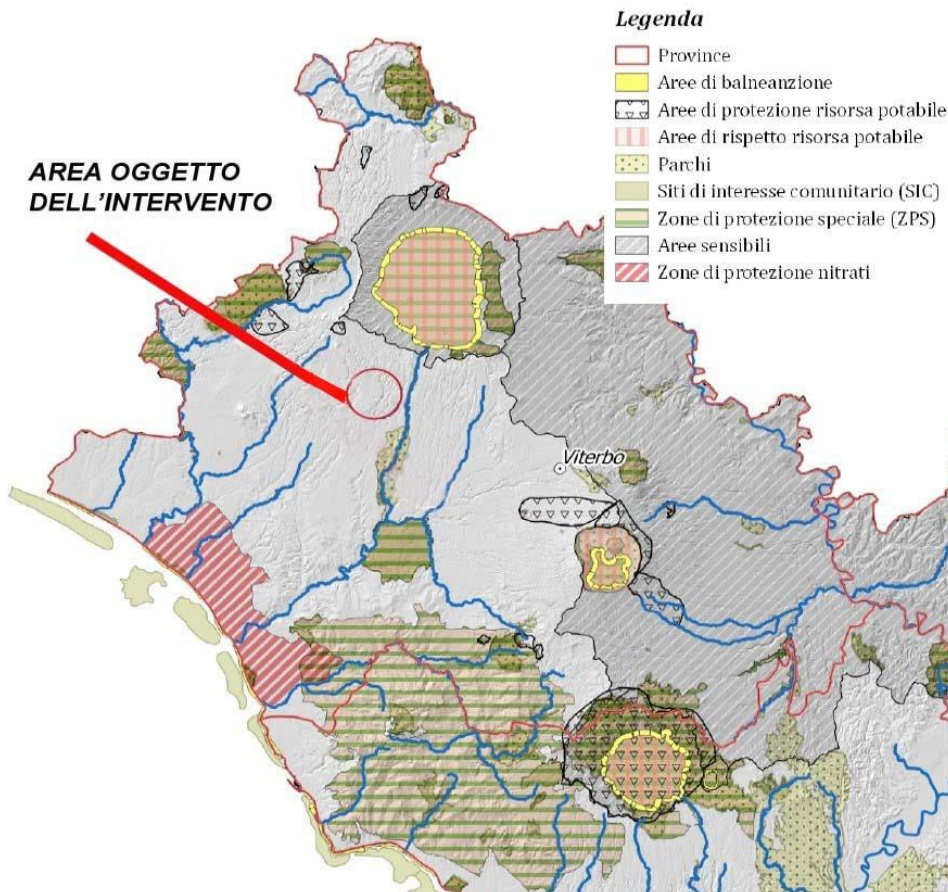 Legenda
Province
Aree di balneanzione
Aree di protezione risorsa potabile
Aree di rispetto risorsa potabile
Parchi
Siti di interesse comunitario (SIC)
Zone di protezione speciale (ZPS)
Aree sensibili
Zone di protezione nitrati
AREA OGGETTO
DELL'INTERVENTO
Viterbo